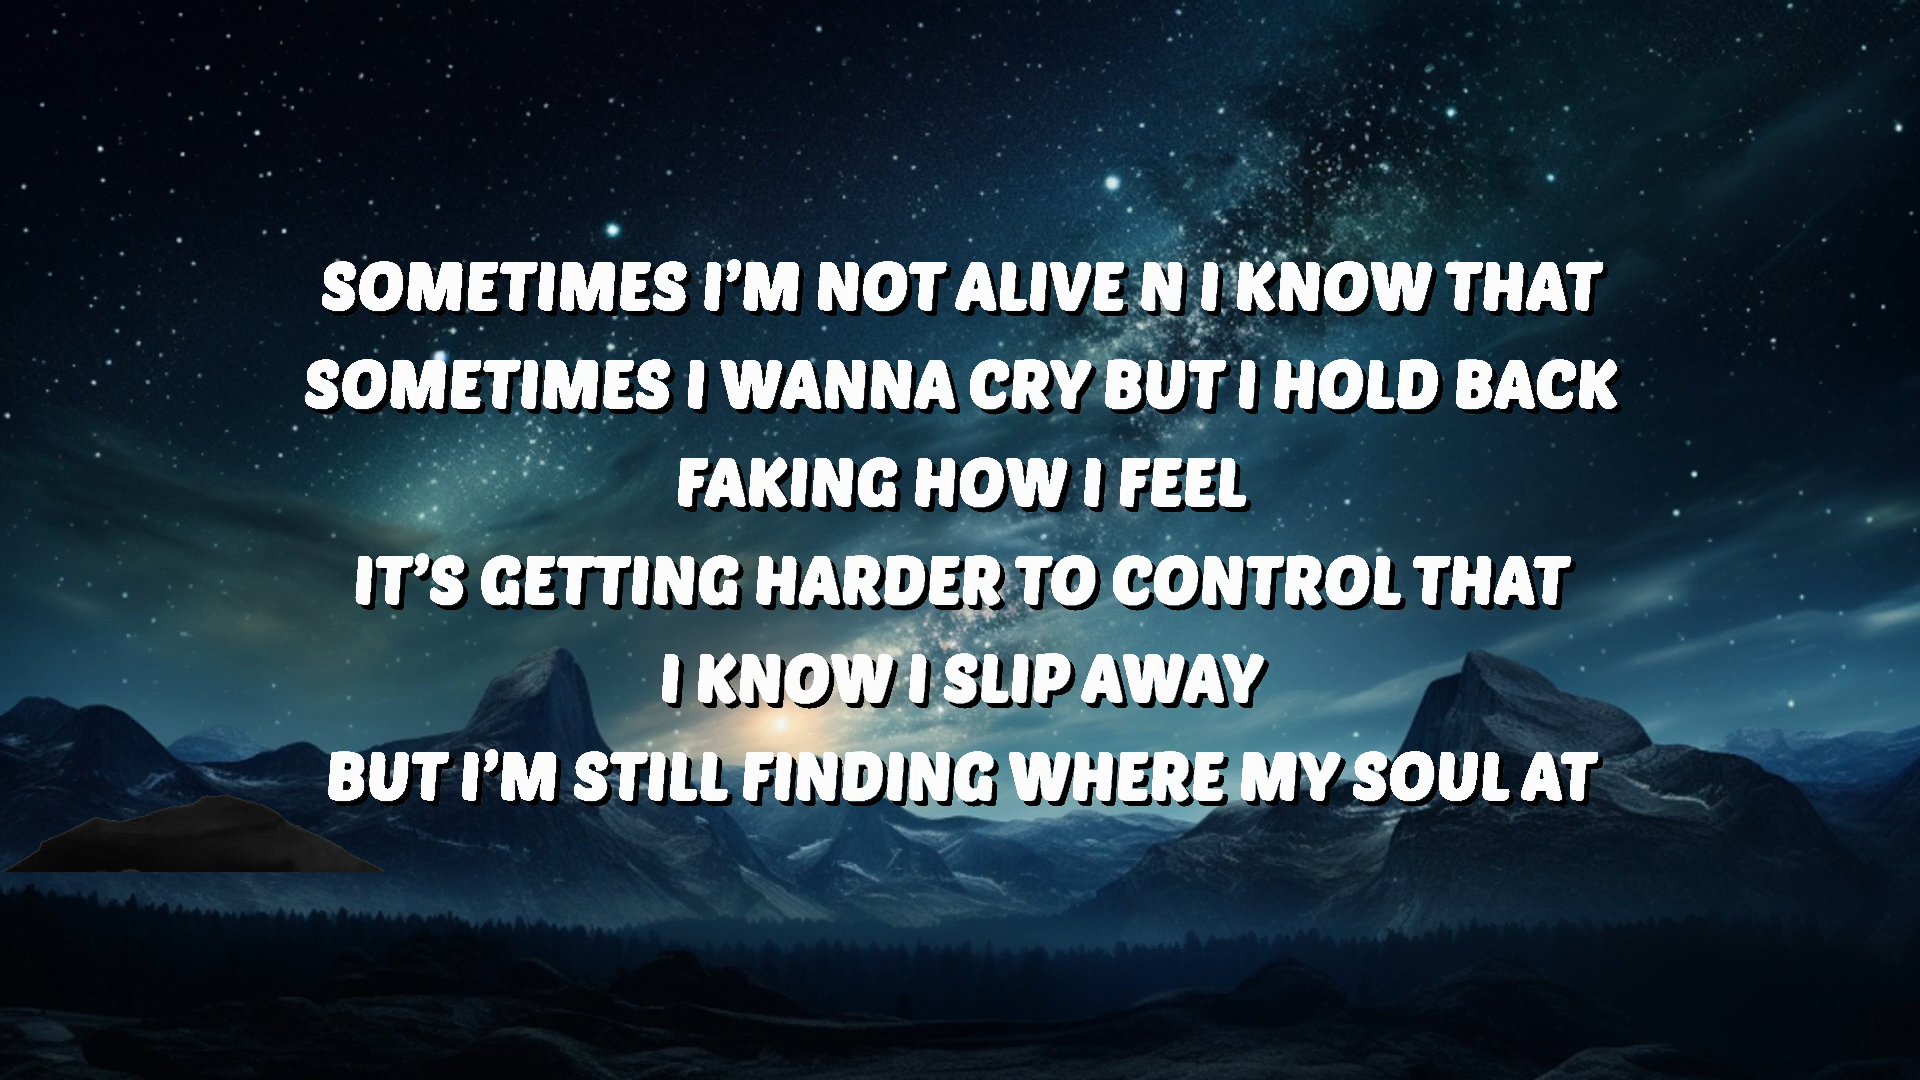 SOMETIMES I’M NOT ALIVE N I KNOW THAT
SOMETIMES I WANNA CRY BUT I HOLD BACK
FAKING HOW I FEEL
IT’S GETTING HARDER TO CONTROL THAT
I KNOW I SLIP AWAY
BUT I’M STILL FINDING WHERE MY SOUL AT